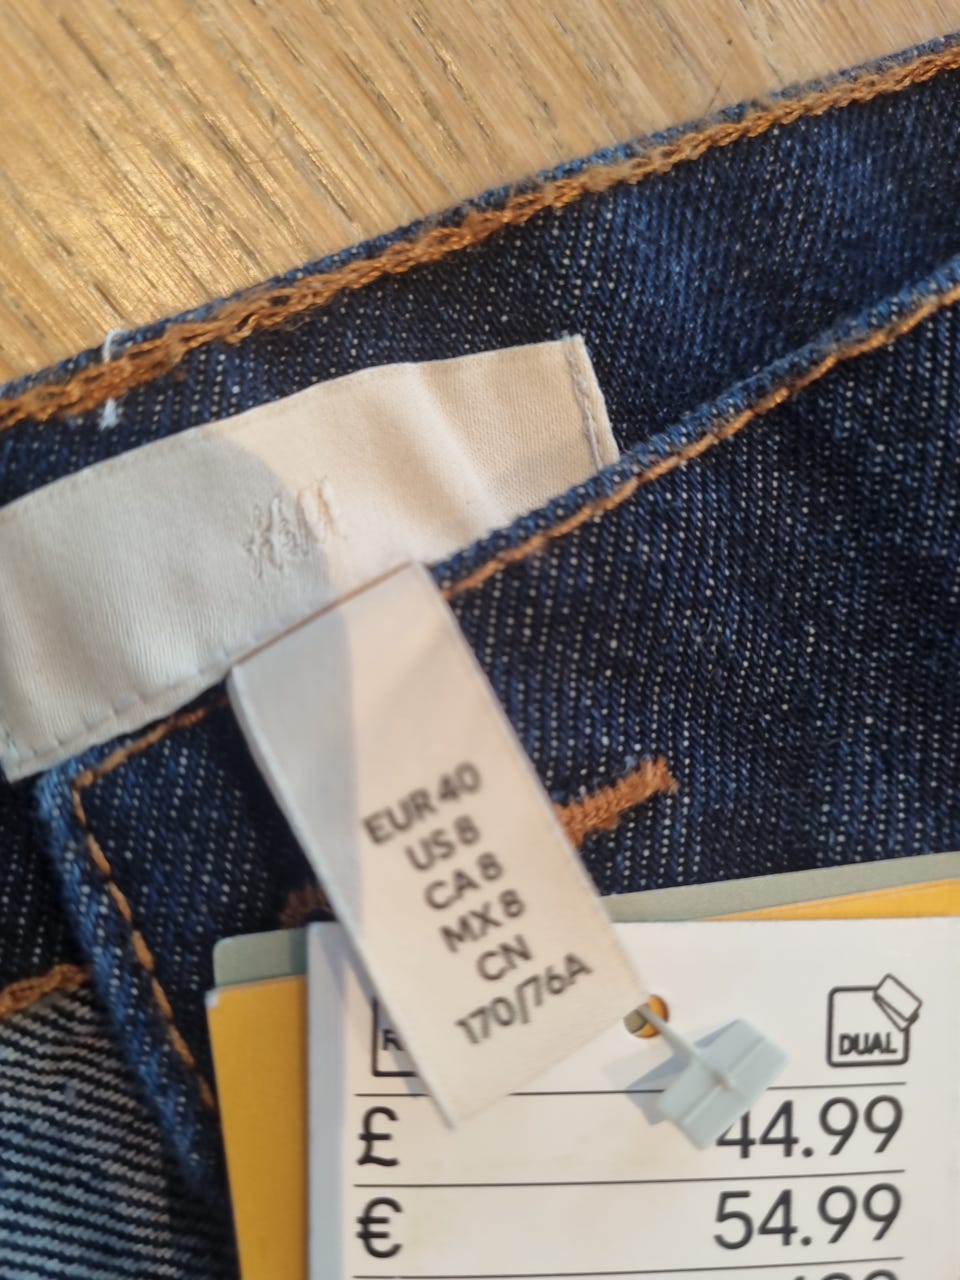 H&M
EUR 40
US 8
CA 8
MX 8
CN
170/76A
DUAL
£ 44.99
€ 54.99